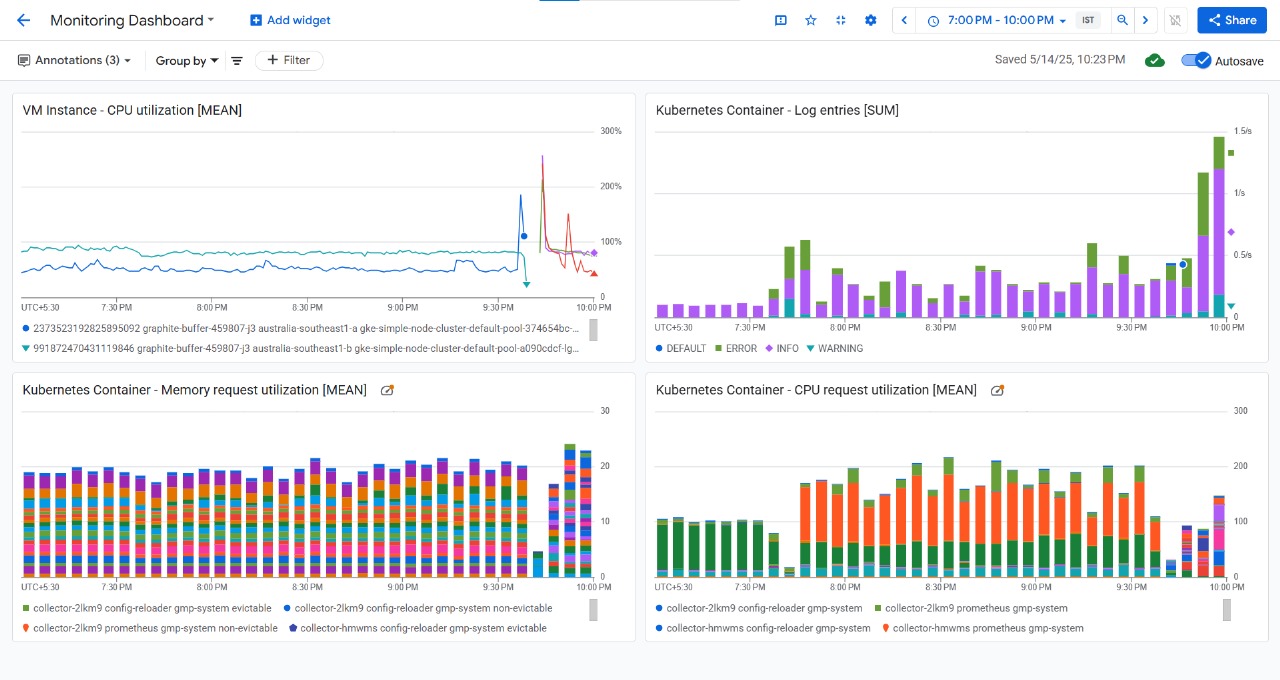 Monitoring Dashboard
Add widget
7:00 PM - 10:00 PM
IST
Share
Annotations (3)
Group by
Filter
Saved 5/14/25, 10:23 PM
Autosave
VM Instance - CPU utilization [MEAN]
300%
200%
100%
0
UTC+5:30 7:30 PM 8:00 PM 8:30 PM 9:00 PM 9:30 PM 10:00 PM
2373523192825895092 graphite-buffer-459807-j3 australia-southeast1-a gke-simple-node-cluster-default-pool-374654bc-...
991872470431119846 graphite-buffer-459807-j3 australia-southeast1-b gke-simple-node-cluster-default-pool-a090cdcf-lg...
Kubernetes Container - Log entries [SUM]
1.5/s
1/s
0.5/s
0
UTC+5:30 7:30 PM 8:00 PM 8:30 PM 9:00 PM 9:30 PM 10:00 PM
DEFAULT ERROR INFO WARNING
Kubernetes Container - Memory request utilization [MEAN]
30
20
10
0
UTC+5:30 7:30 PM 8:00 PM 8:30 PM 9:00 PM 9:30 PM 10:00 PM
collector-2lkm9 config-reloader gmp-system evictable collector-2lkm9 config-reloader gmp-system non-evictable
collector-2lkm9 prometheus gmp-system non-evictable collector-hmwms config-reloader gmp-system evictable
Kubernetes Container - CPU request utilization [MEAN]
300
200
100
0
UTC+5:30 7:30 PM 8:00 PM 8:30 PM 9:00 PM 9:30 PM 10:00 PM
collector-2lkm9 config-reloader gmp-system collector-2lkm9 prometheus gmp-system
collector-hmwms config-reloader gmp-system collector-hmwms prometheus gmp-system